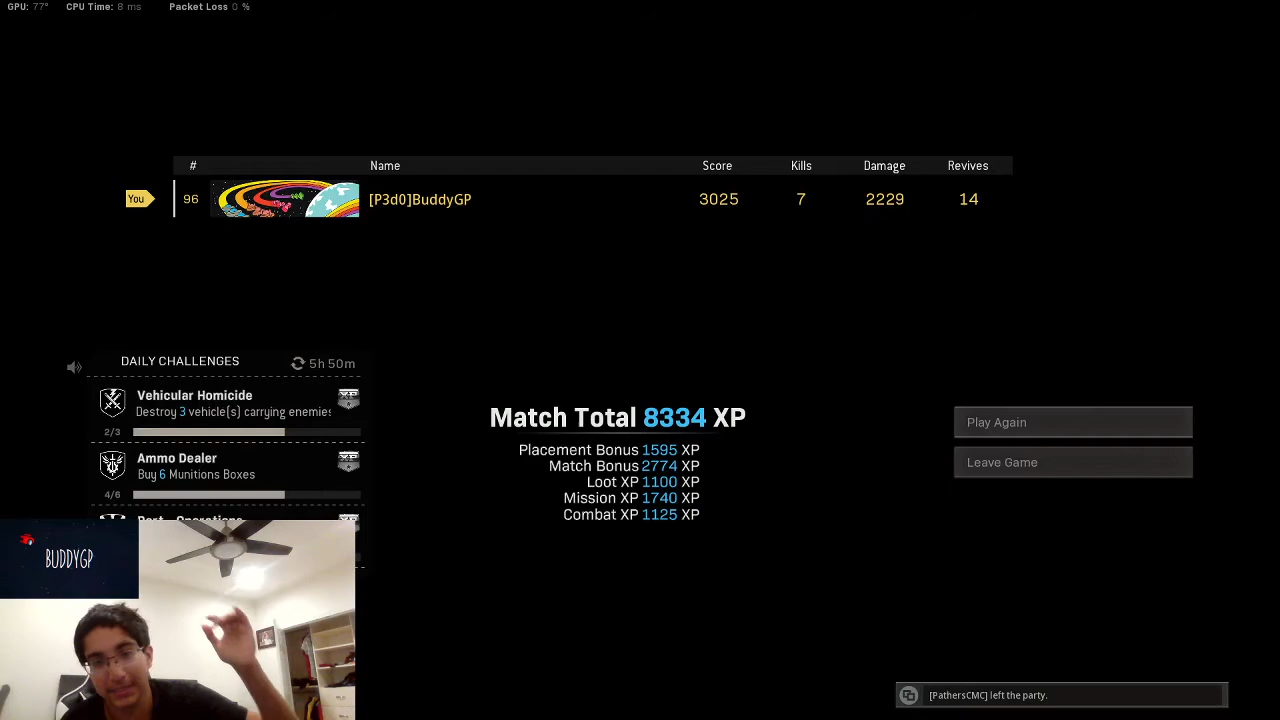 GPU: 77° CPU Time: 8 ms Packet Loss 0 %
# Name Score Kills Damage Revives
You 96 [P3d0]BuddyGP 3025 7 2229 14
DAILY CHALLENGES 5h 50m
Vehicular Homicide
Destroy 3 vehicle(s) carrying enemies
2/3
Ammo Dealer
Buy 6 Munitions Boxes
4/6
Match Total 8334 XP
Placement Bonus 1595 XP
Match Bonus 2774 XP
Loot XP 1100 XP
Mission XP 1740 XP
Combat XP 1125 XP
Play Again
Leave Game
BUDDYGP
[PathersCMC] left the party.